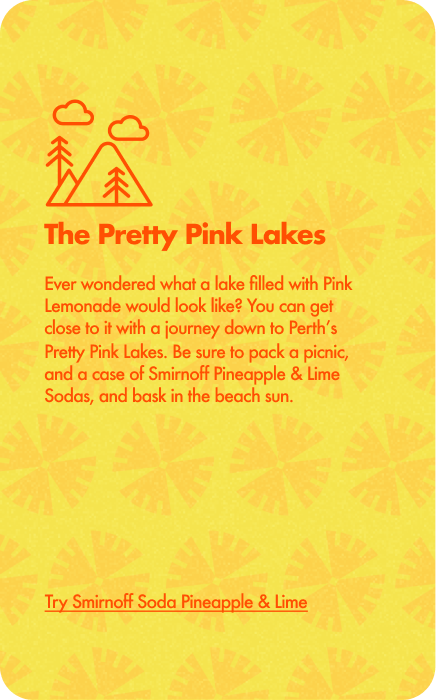 The Pretty Pink Lakes
Ever wondered what a lake filled with Pink
Lemonade would look like? You can get
close to it with a journey down to Perth’s
Pretty Pink Lakes. Be sure to pack a picnic,
and a case of Smirnoff Pineapple & Lime
Sodas, and bask in the beach sun.
Try Smirnoff Soda Pineapple & Lime